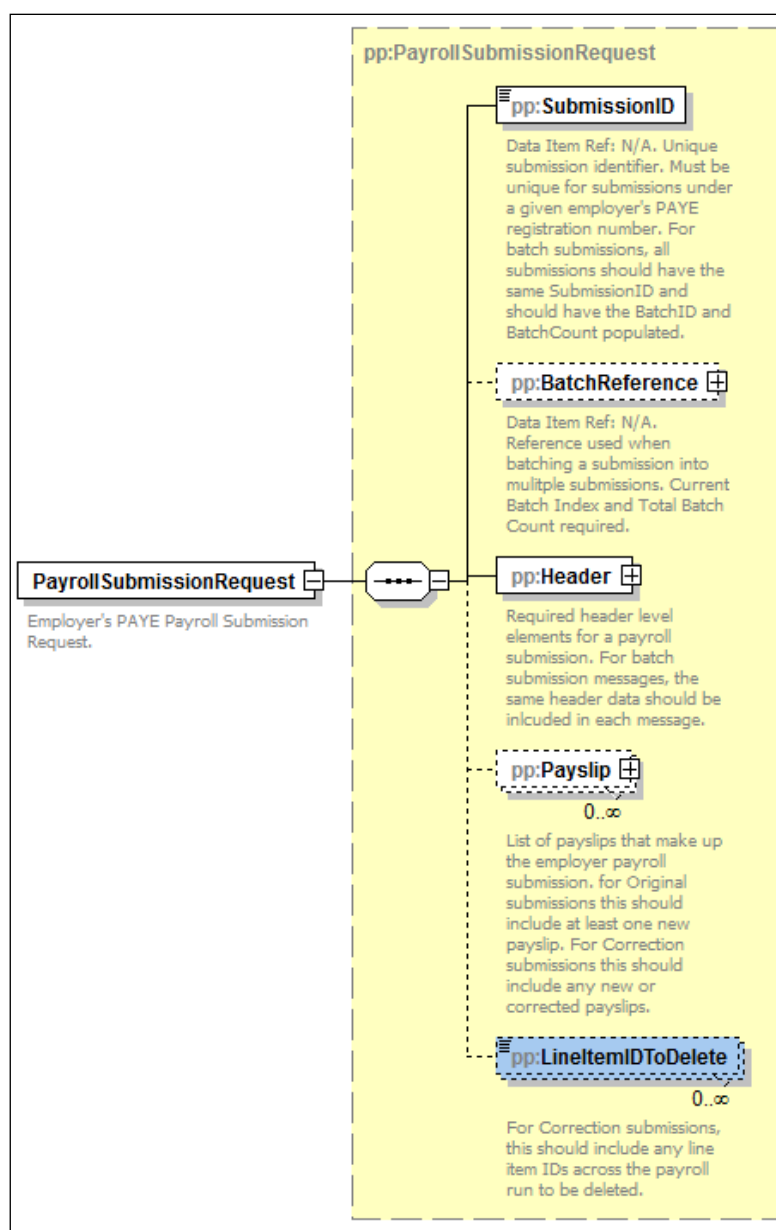 pp:PayrollSubmissionRequest
pp:SubmissionID
Data Item Ref: N/A. Unique
submission identifier. Must be
unique for submissions under
a given employer's PAYE
registration number. For
batch submissions, all
submissions should have the
same SubmissionID and
should have the BatchID and
BatchCount populated.
pp:BatchReference
Data Item Ref: N/A.
Reference used when
batching a submission into
mulitple submissions. Current
Batch Index and Total Batch
Count required.
PayrollSubmissionRequest
Employer's PAYE Payroll Submission
Request.
pp:Header
Required header level
elements for a payroll
submission. For batch
submission messages, the
same header data should be
inlcuded in each message.
pp:Payslip
0..∞
List of payslips that make up
the employer payroll
submission. for Original
submissions this should
include at least one new
payslip. For Correction
submissions this should
include any new or
corrected payslips.
pp:LineItemIDToDelete
0..∞
For Correction submissions,
this should include any line
item IDs across the payroll
run to be deleted.